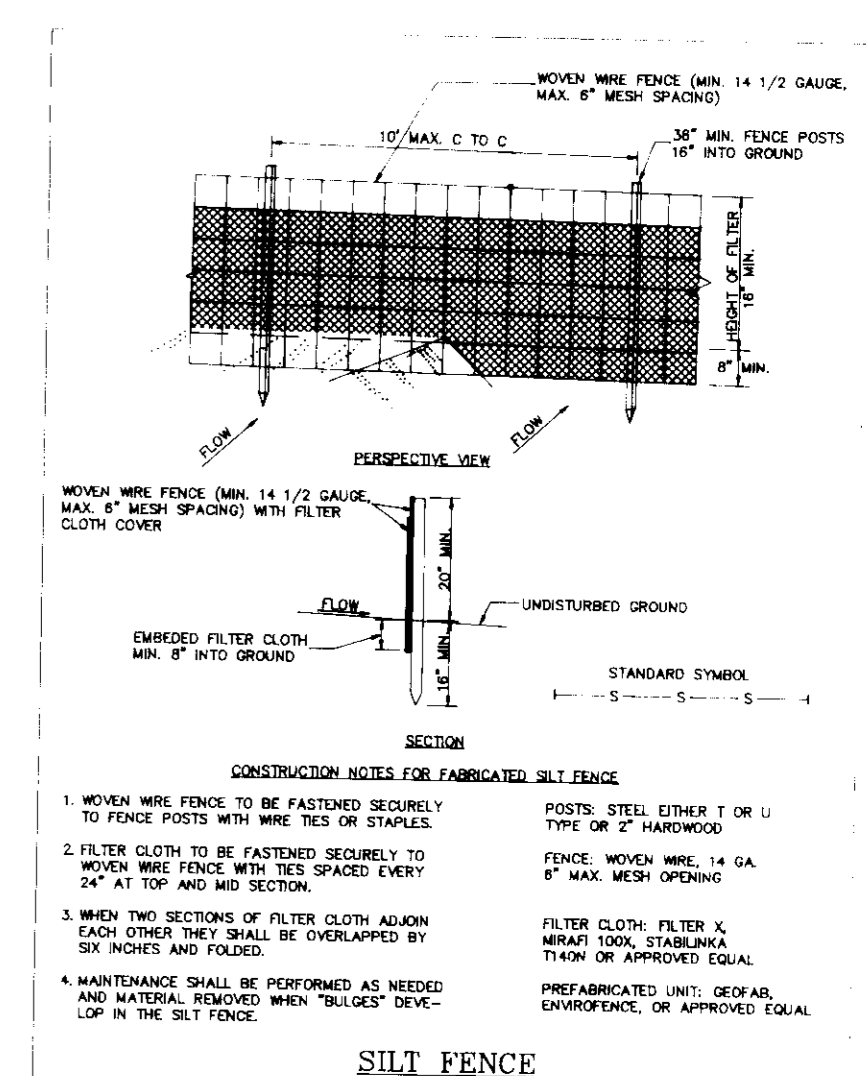 WOVEN WIRE FENCE (MIN. 14 1/2 GAUGE,
MAX. 6" MESH SPACING)
10' MAX. C TO C
36" MIN. FENCE POSTS
16" INTO GROUND
HEIGHT OF FILTER
16" MIN.
8" MIN.
FLOW
FLOW
PERSPECTIVE VIEW
WOVEN WIRE FENCE (MIN. 14 1/2 GAUGE,
MAX. 6" MESH SPACING) WITH FILTER
CLOTH COVER
20" MIN.
FLOW
UNDISTURBED GROUND
EMBEDED FILTER CLOTH
MIN. 8" INTO GROUND
16" MIN.
STANDARD SYMBOL
S S S
SECTION
CONSTRUCTION NOTES FOR FABRICATED SILT FENCE
1. WOVEN WIRE FENCE TO BE FASTENED SECURELY
TO FENCE POSTS WITH WIRE TIES OR STAPLES.
2. FILTER CLOTH TO BE FASTENED SECURELY TO
WOVEN WIRE FENCE WITH TIES SPACED EVERY
24" AT TOP AND MID SECTION.
3. WHEN TWO SECTIONS OF FILTER CLOTH ADJOIN
EACH OTHER THEY SHALL BE OVERLAPPED BY
SIX INCHES AND FOLDED.
4. MAINTENANCE SHALL BE PERFORMED AS NEEDED
AND MATERIAL REMOVED WHEN "BULGES" DEVE-
LOP IN THE SILT FENCE.
POSTS: STEEL EITHER T OR U
TYPE OR 2" HARDWOOD
FENCE: WOVEN WIRE, 14 GA.
6" MAX. MESH OPENING
FILTER CLOTH: FILTER X,
MIRAFI 100X, STABILINKA
T140N OR APPROVED EQUAL
PREFABRICATED UNIT: GEOFAB,
ENVIROFENCE, OR APPROVED EQUAL
SILT FENCE